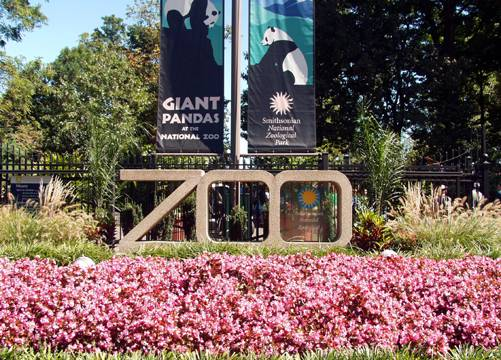 GIANT
PANDAS
AT THE
NATIONAL ZOO
Smithsonian
National
Zoological
Park
ZOO